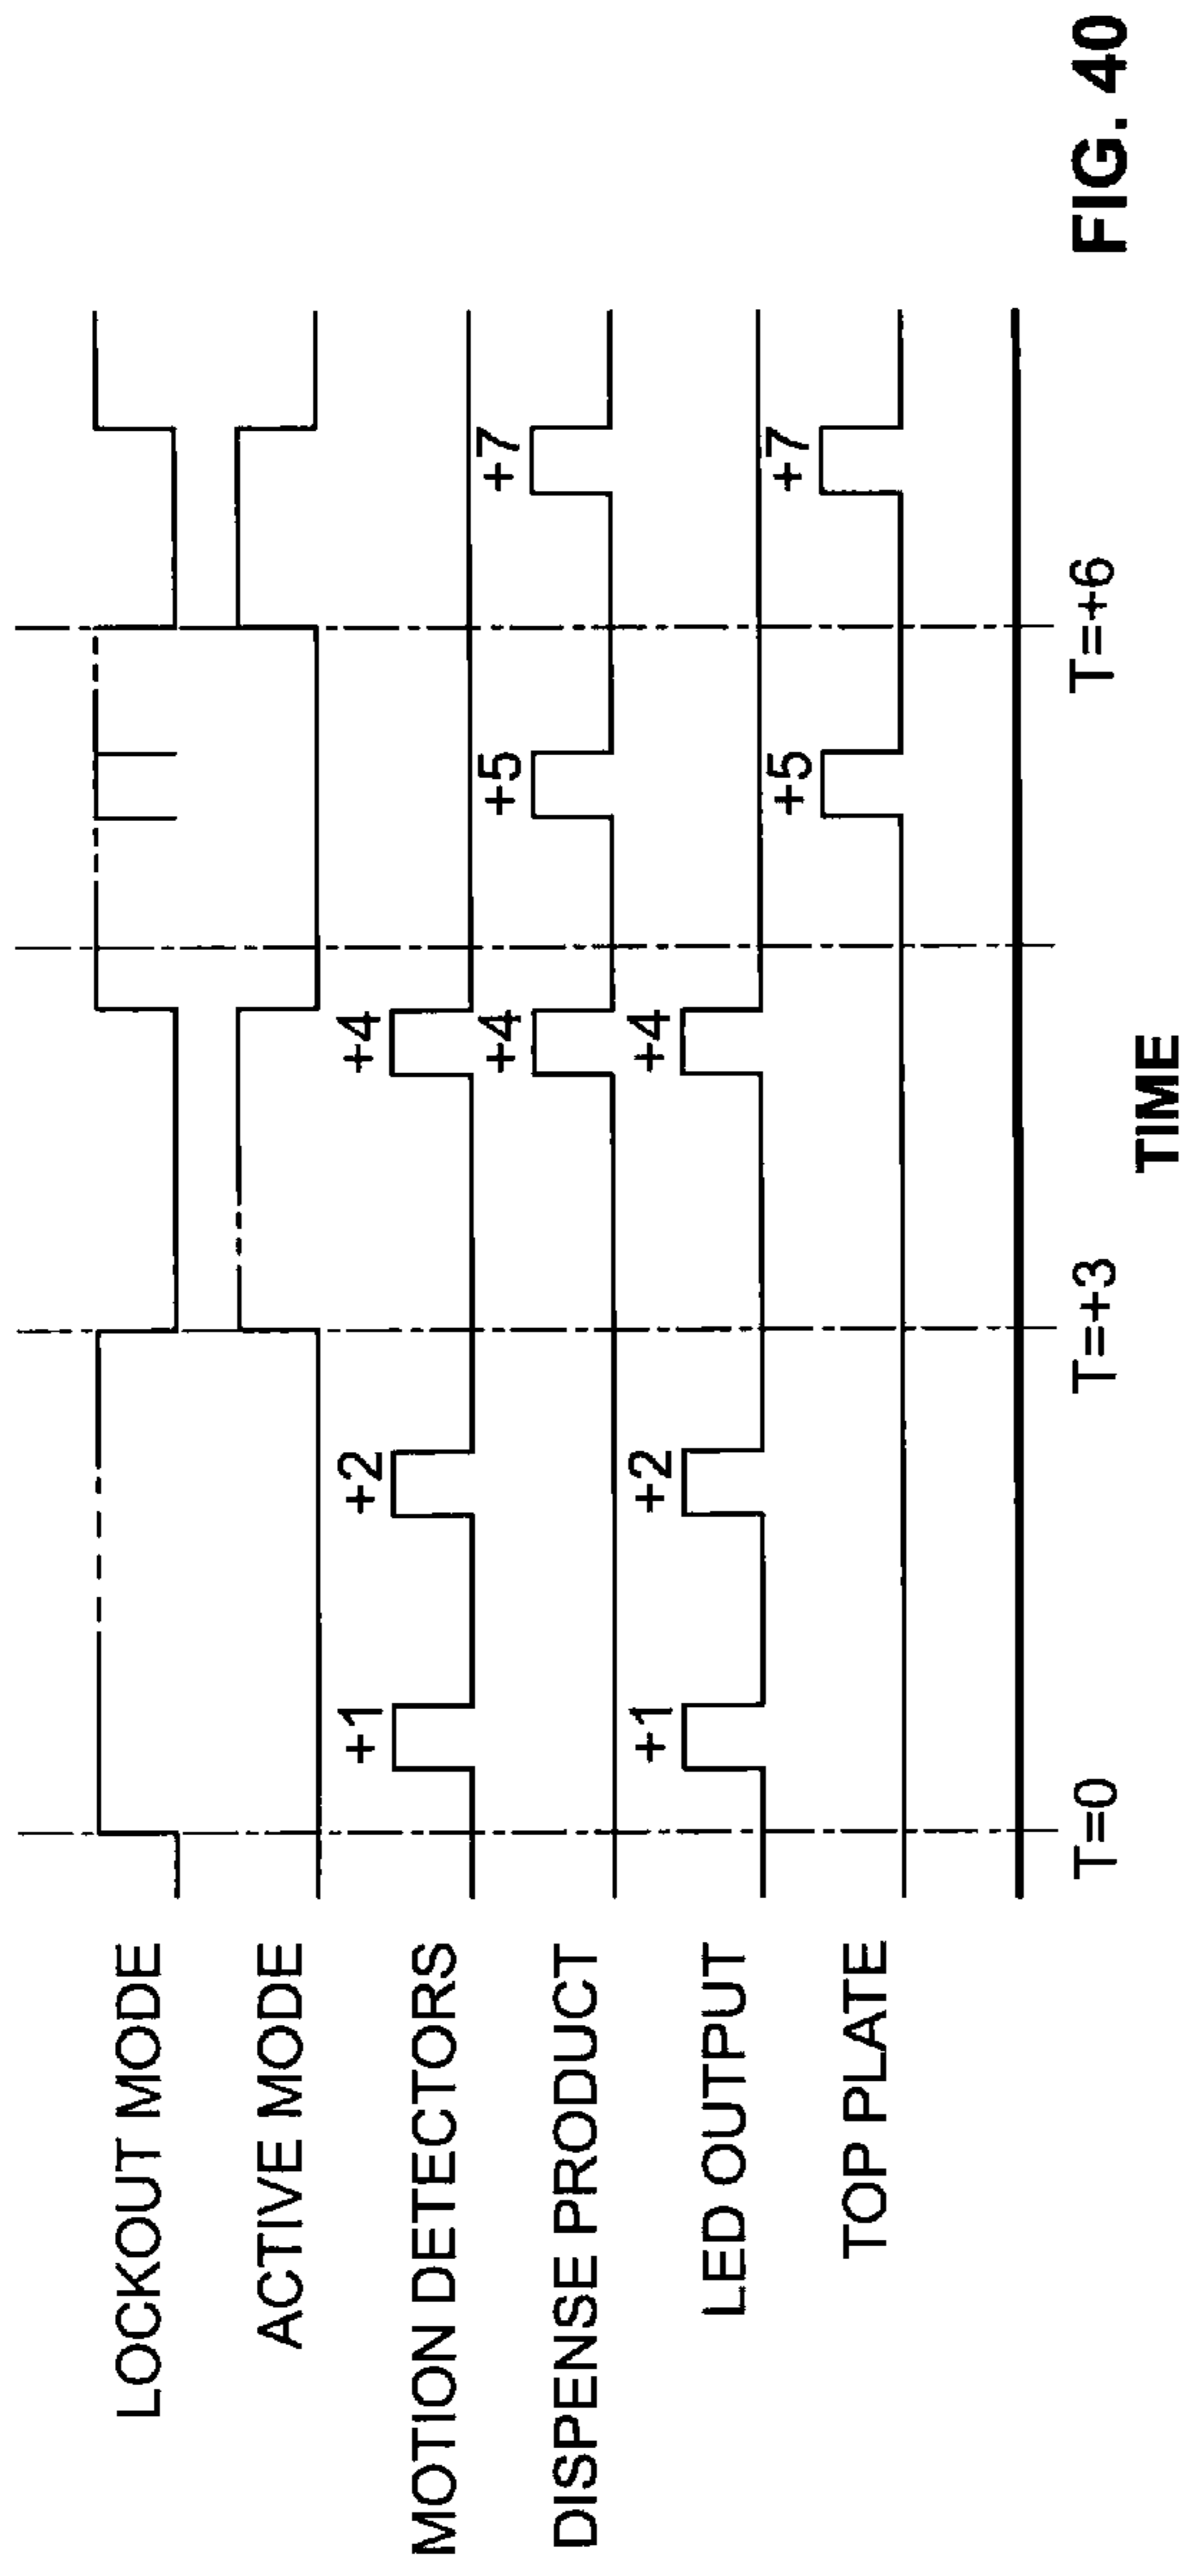 LOCKOUT MODE
ACTIVE MODE
MOTION DETECTORS
+1 +2 +4
DISPENSE PRODUCT
+4 +5 +7
LED OUTPUT
+1 +2 +4
TOP PLATE
+5 +7
T=0 T=+3 T=+6
TIME
FIG. 40